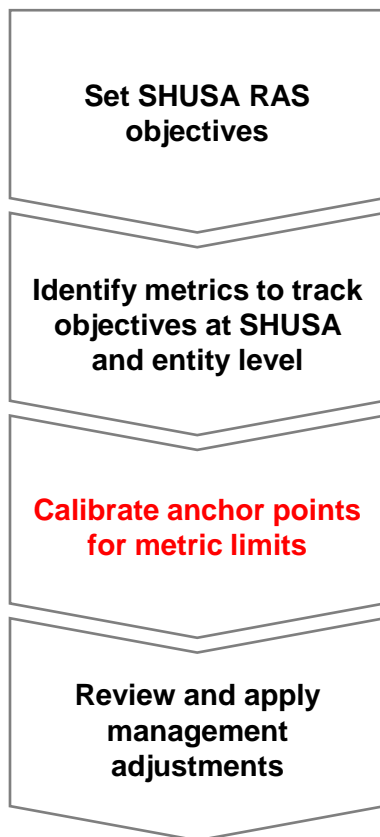 Set SHUSA RAS
objectives
Identify metrics to track
objectives at SHUSA
and entity level
Calibrate anchor points
for metric limits
Review and apply
management
adjustments